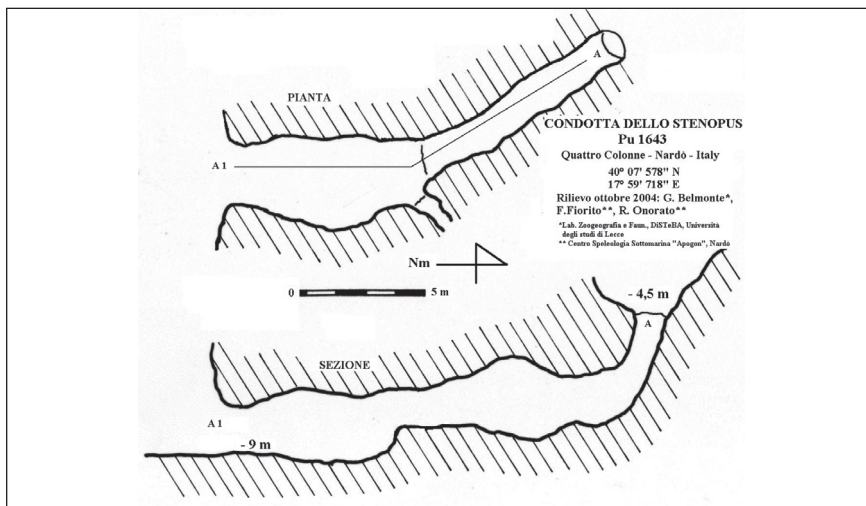 PIANTA
A
A 1
CONDOTTA DELLO STENOPUS
Pu 1643
Quattro Colonne - Nardò - Italy
40° 07' 578" N
17° 59' 718" E
Rilievo ottobre 2004: G. Belmonte*,
F.Fiorito**, R. Onorato**
*Lab. Zoogeografia e Faun., DiSTeBA, Università
degli studi di Lecce
** Centro Speleologia Sottomarina "Apogon", Nardò
Nm
0 5 m
- 4,5 m
A
SEZIONE
A 1
- 9 m